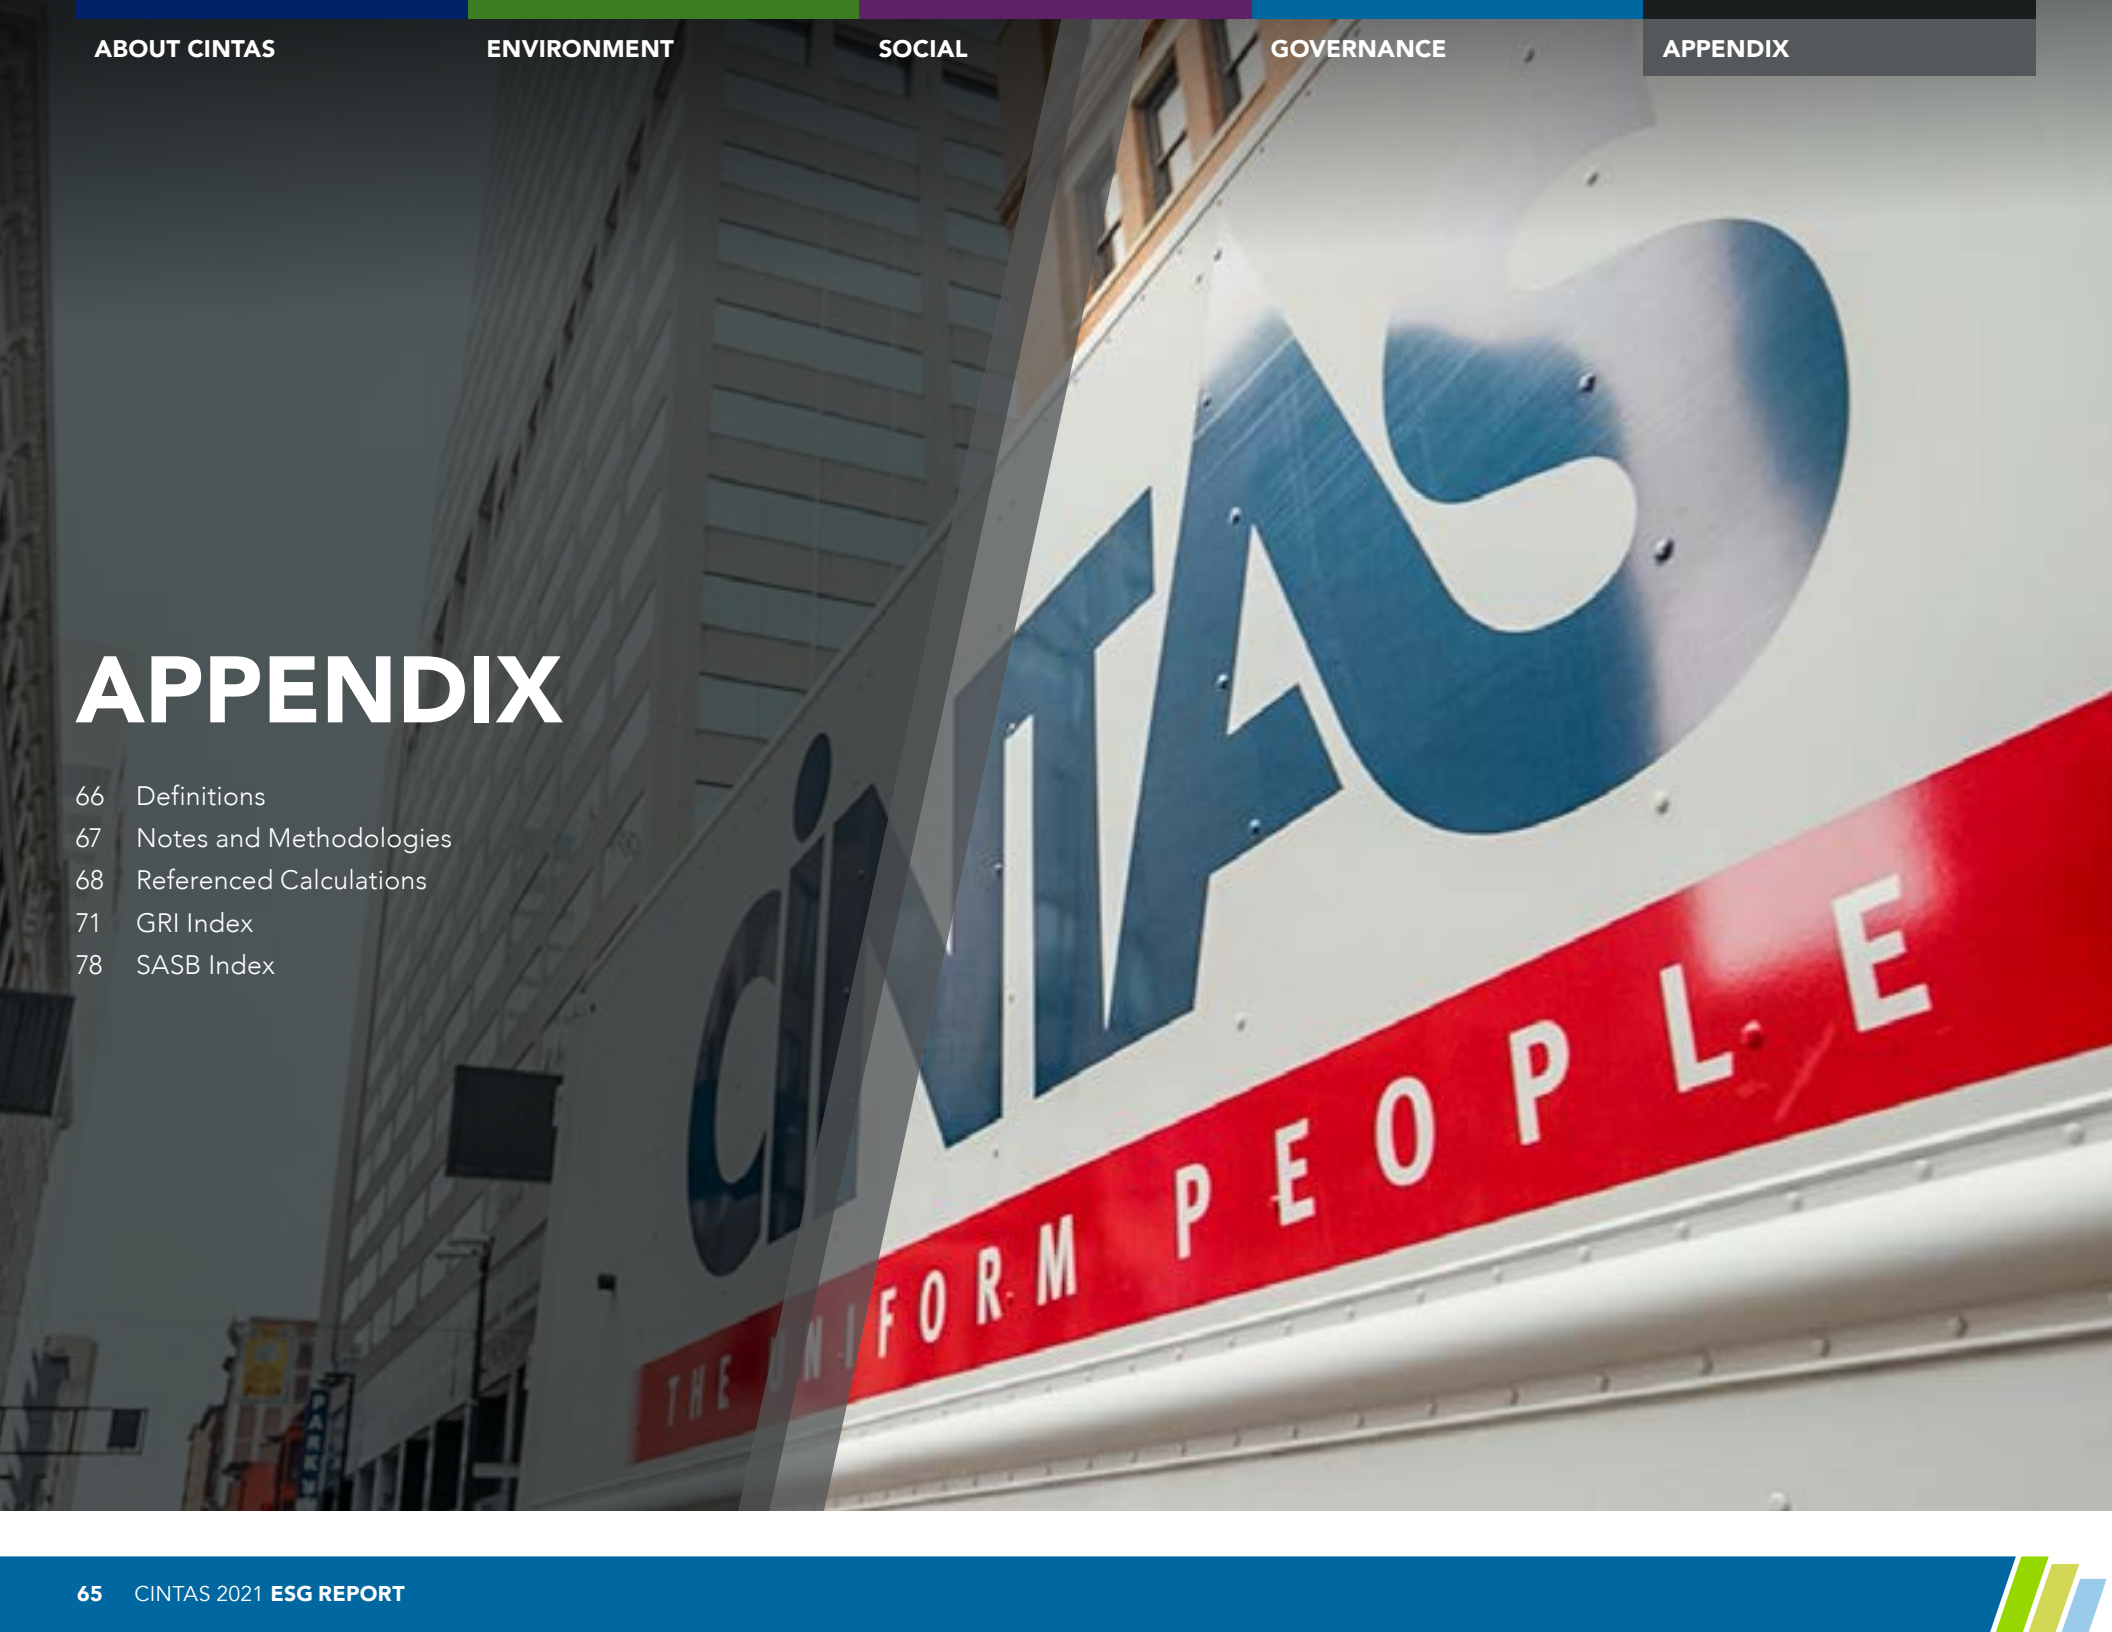 ABOUT CINTAS
ENVIRONMENT
SOCIAL
GOVERNANCE
APPENDIX
APPENDIX
66 Definitions
67 Notes and Methodologies
68 Referenced Calculations
71 GRI Index
78 SASB Index
CiNTAS
THE UNIFORM PEOPLE
PARK
65 CINTAS 2021 ESG REPORT